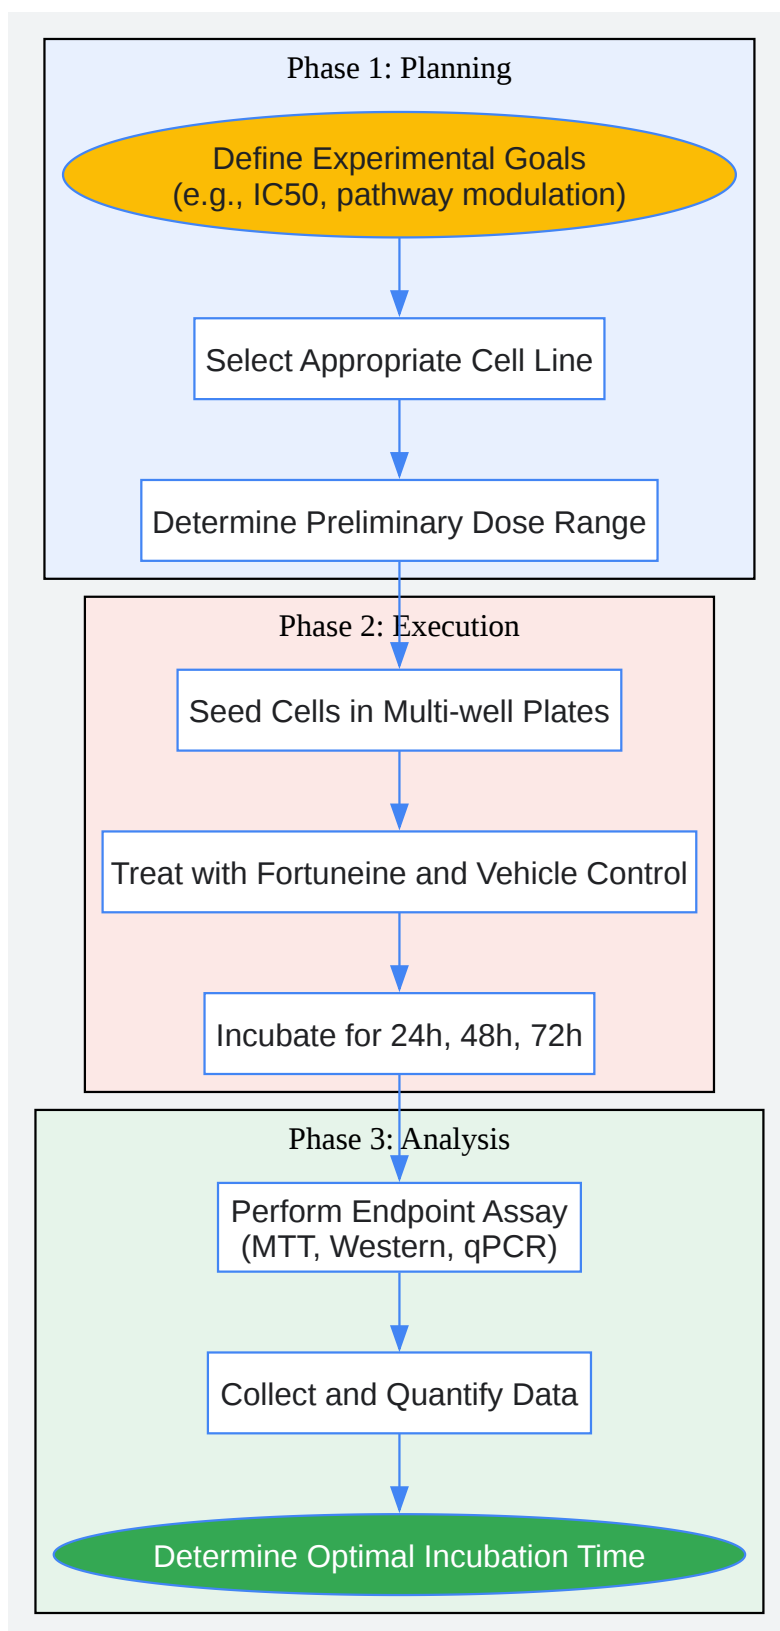 Phase 1: Planning
Define Experimental Goals
(e.g., IC50, pathway modulation)
Select Appropriate Cell Line
Determine Preliminary Dose Range
Phase 2: Execution
Seed Cells in Multi-well Plates
Treat with Fortuneine and Vehicle Control
Incubate for 24h, 48h, 72h
Phase 3: Analysis
Perform Endpoint Assay
(MTT, Western, qPCR)
Collect and Quantify Data
Determine Optimal Incubation Time